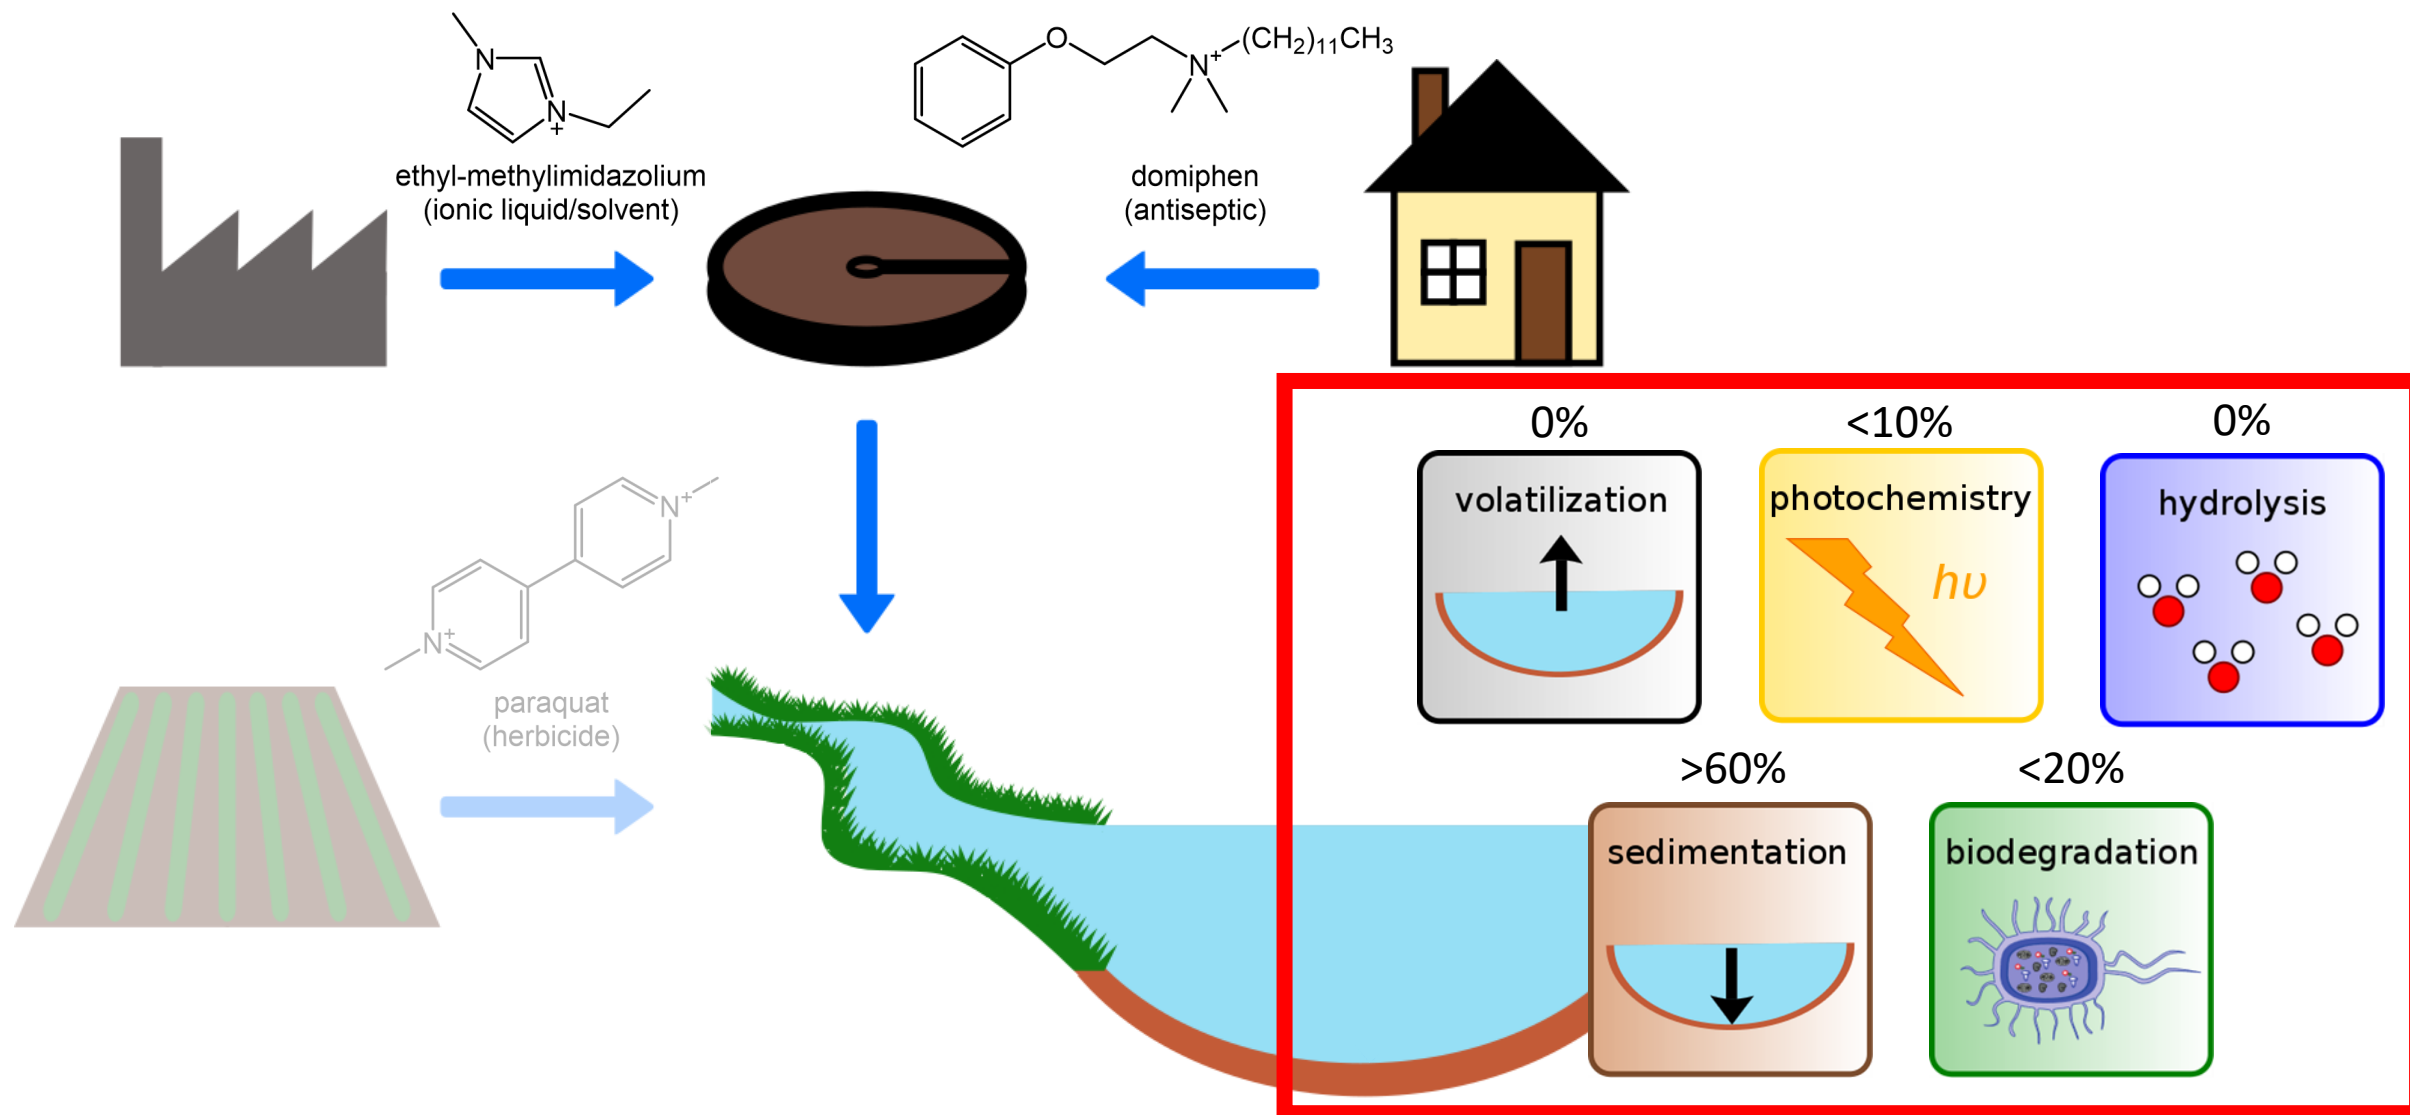 N
N
+
ethyl-methylimidazolium
(ionic liquid/solvent)
O
N+
(CH2)11CH3
domiphen
(antiseptic)
N+
N+
paraquat
(herbicide)
0%
<10%
0%
volatilization
photochemistry
hυ
hydrolysis
>60%
<20%
sedimentation
biodegradation